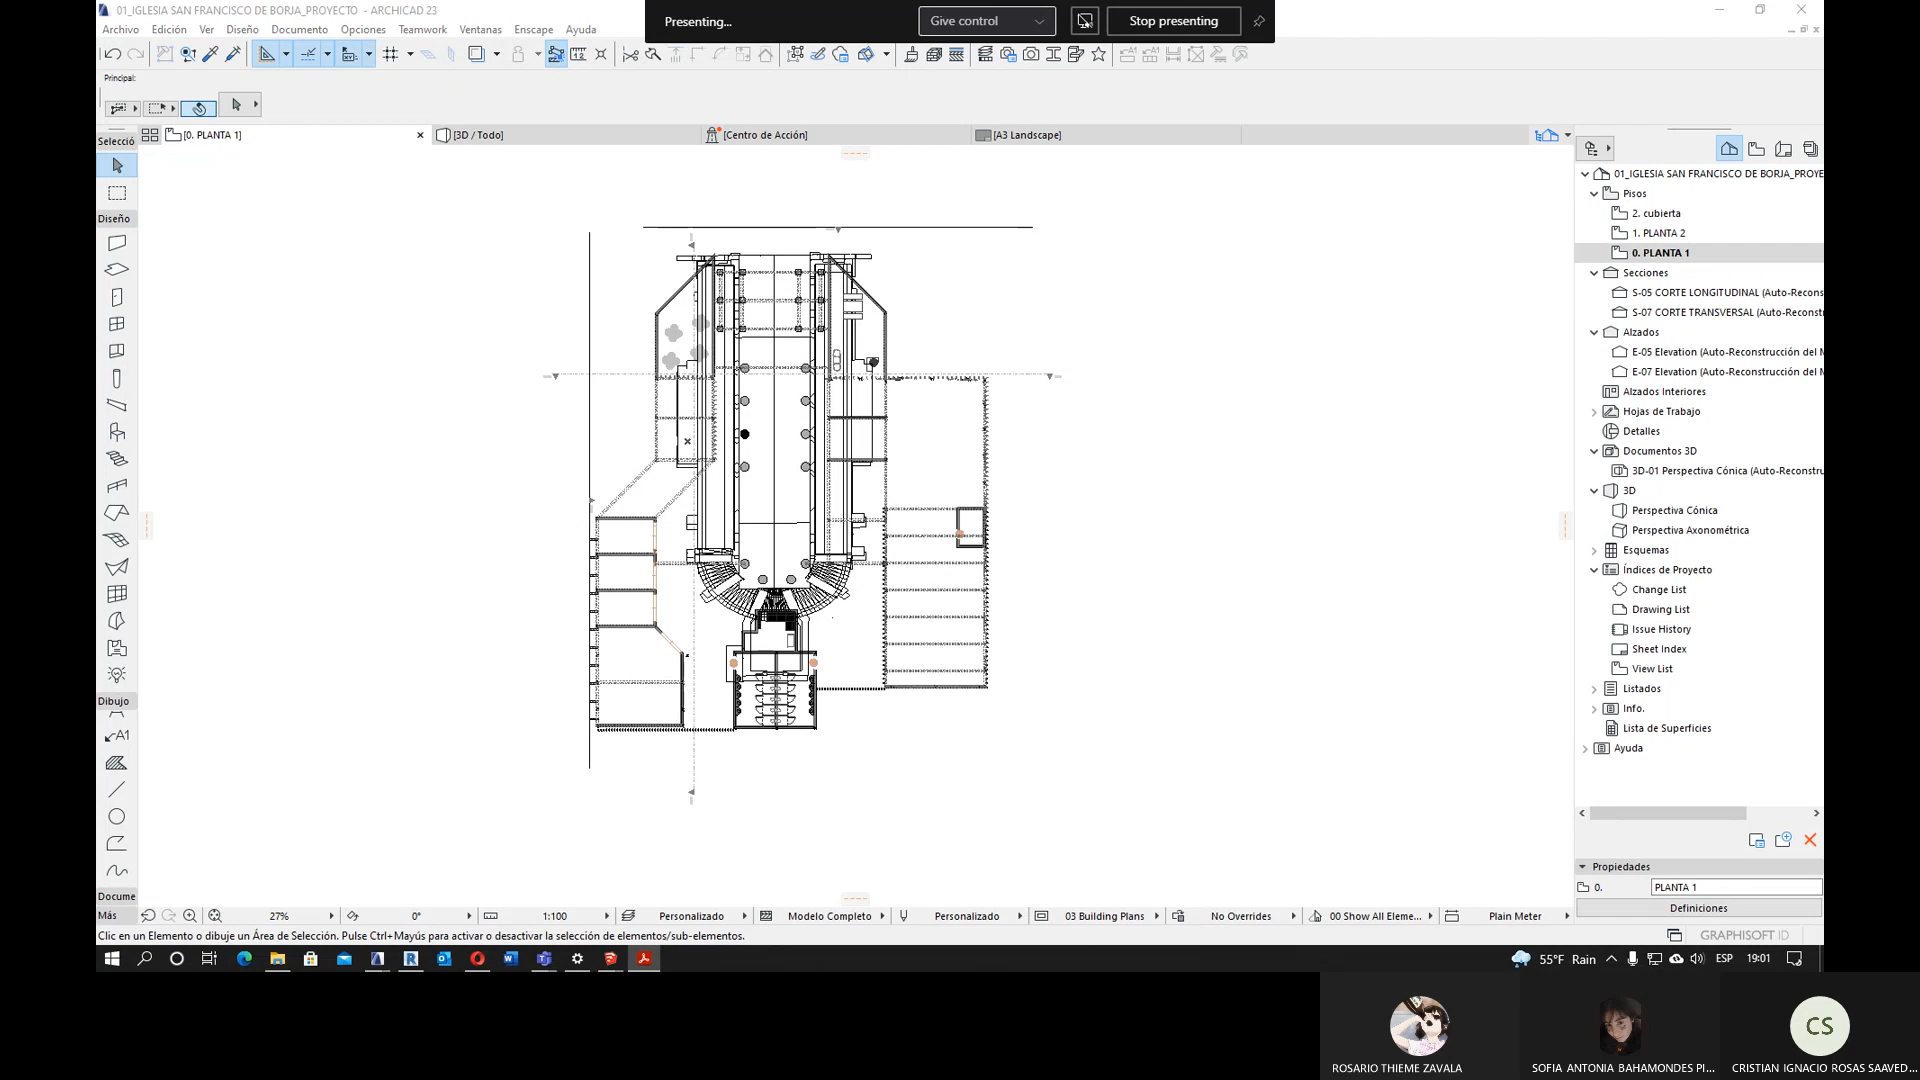 01_IGLESIA SAN FRANCISCO DE BORJA_PROYECTO - ARCHICAD 23
Presenting...
Give control
Stop presenting
Archivo Edición Ver Diseño Documento Opciones Teamwork Ventanas Enscape Ayuda
Principal:
Selecció
[0. PLANTA 1]
[3D / Todo]
[Centro de Acción]
[A3 Landscape]
Diseño
Dibujo
A1
Docume
Más
01_IGLESIA SAN FRANCISCO DE BORJA_PROYE
Pisos
2. cubierta
1. PLANTA 2
0. PLANTA 1
Secciones
S-05 CORTE LONGITUDINAL (Auto-Recons
S-07 CORTE TRANSVERSAL (Auto-Reconst
Alzados
E-05 Elevation (Auto-Reconstrucción del M
E-07 Elevation (Auto-Reconstrucción del M
Alzados Interiores
Hojas de Trabajo
Detalles
Documentos 3D
3D-01 Perspectiva Cónica (Auto-Reconstru
3D
Perspectiva Cónica
Perspectiva Axonométrica
Esquemas
Índices de Proyecto
Change List
Drawing List
Issue History
Sheet Index
View List
Listados
Info.
Lista de Superficies
Ayuda
Propiedades
0. PLANTA 1
Definiciones
27% 0° 1:100 Personalizado Modelo Completo Personalizado 03 Building Plans No Overrides 00 Show All Eleme... Plain Meter
Clic en un Elemento o dibuje un Área de Selección. Pulse Ctrl+Mayús para activar o desactivar la selección de elementos/sub-elementos.
GRAPHISOFT ID
55°F Rain ESP 19:01
CS
ROSARIO THIEME ZAVALA
SOFIA ANTONIA BAHAMONDES PI...
CRISTIAN IGNACIO ROSAS SAAVED...